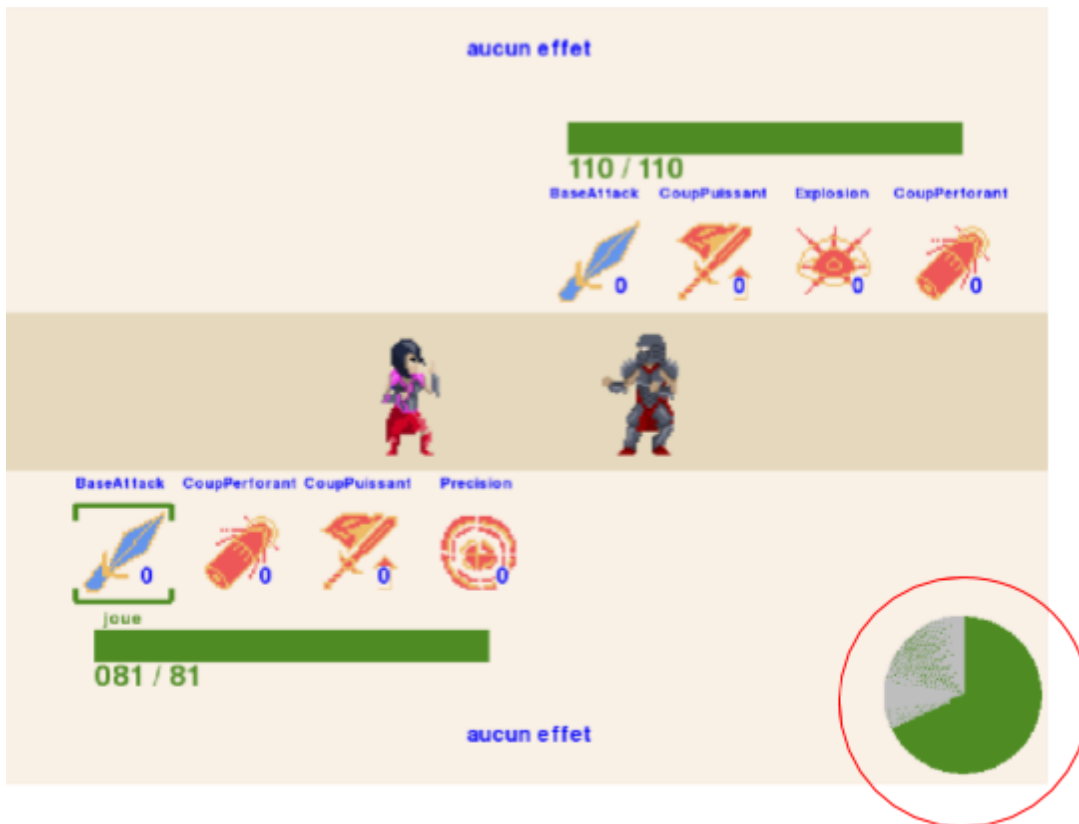 aucun effet
110 / 110
BaseAttack CoupPuissant Explosion CoupPerforant
0 0 0 0
BaseAttack CoupPerforant CoupPuissant Precision
0 0 0 0
joue
081 / 81
aucun effet